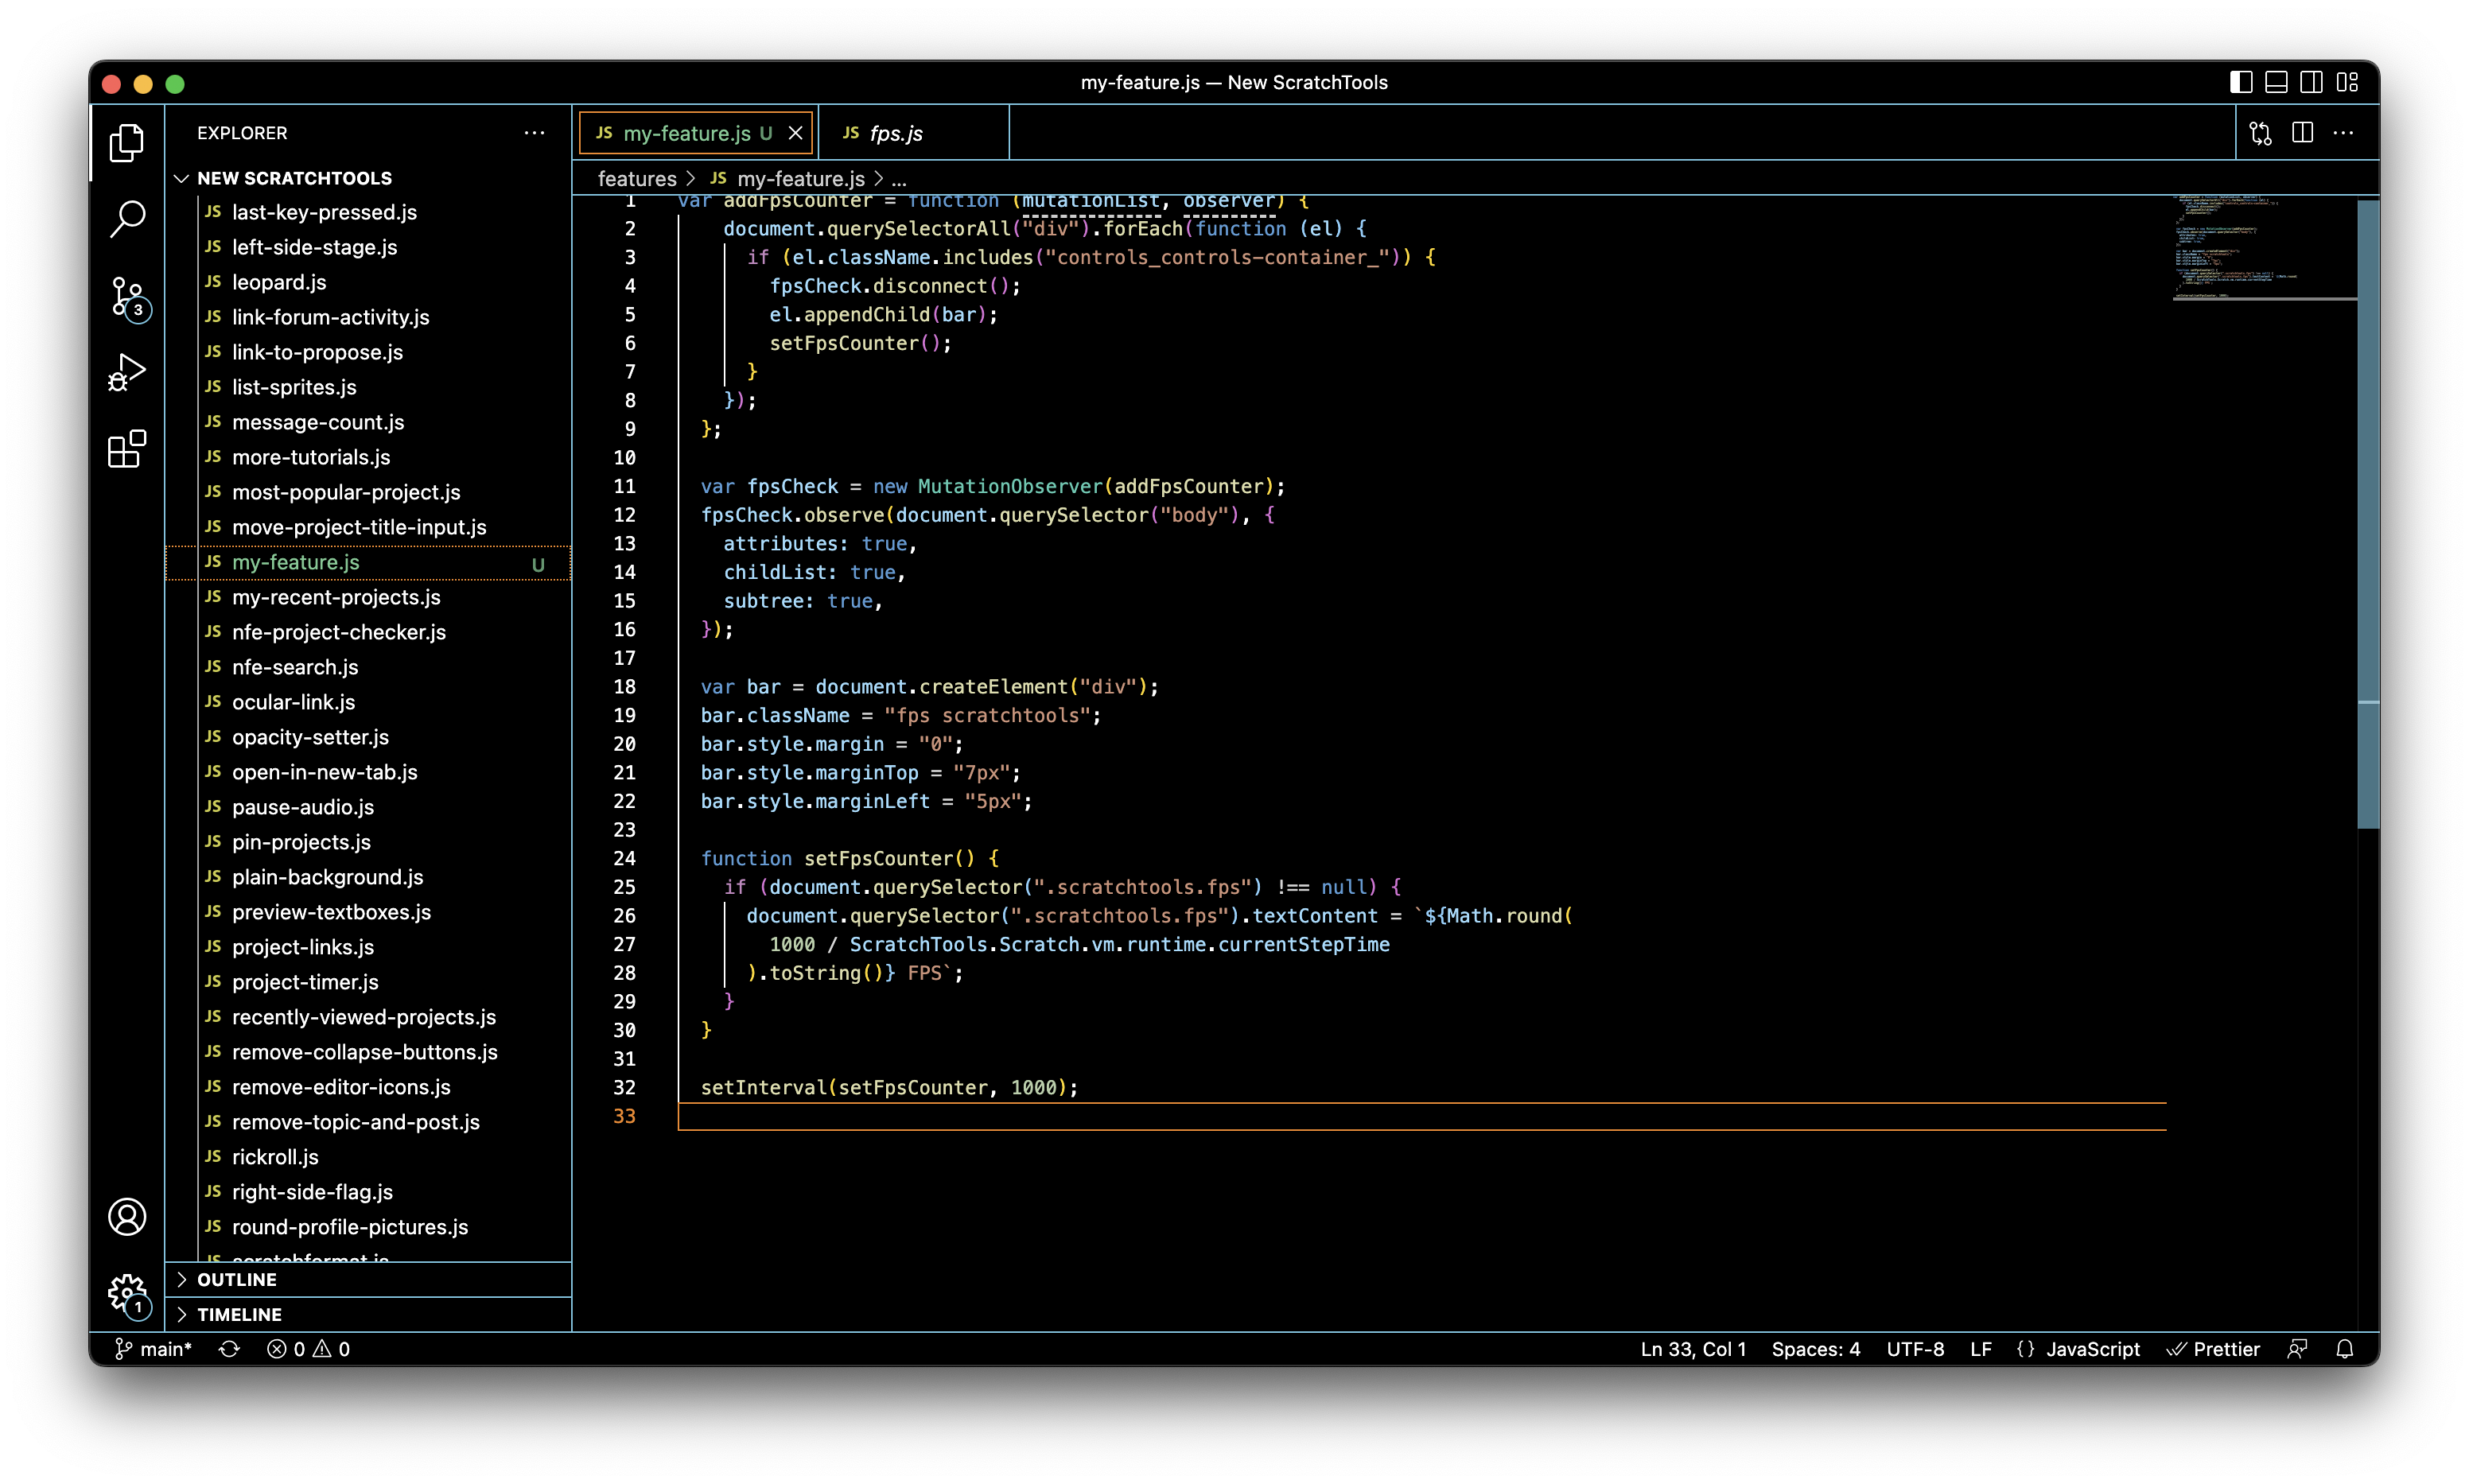 my-feature.js — New ScratchTools
EXPLORER
NEW SCRATCHTOOLS
JS last-key-pressed.js
JS left-side-stage.js
JS leopard.js
JS link-forum-activity.js
JS link-to-propose.js
JS list-sprites.js
JS message-count.js
JS more-tutorials.js
JS most-popular-project.js
JS move-project-title-input.js
JS my-feature.js U
JS my-recent-projects.js
JS nfe-project-checker.js
JS nfe-search.js
JS ocular-link.js
JS opacity-setter.js
JS open-in-new-tab.js
JS pause-audio.js
JS pin-projects.js
JS plain-background.js
JS preview-textboxes.js
JS project-links.js
JS project-timer.js
JS recently-viewed-projects.js
JS remove-collapse-buttons.js
JS remove-editor-icons.js
JS remove-topic-and-post.js
JS rickroll.js
JS right-side-flag.js
JS round-profile-pictures.js
JS scratchformat.js
OUTLINE
TIMELINE
3
1
JS my-feature.js U
JS fps.js
features > JS my-feature.js > ...
1 var addFpsCounter = function (mutationList, observer) {
2 document.querySelectorAll("div").forEach(function (el) {
3 if (el.className.includes("controls_controls-container_")) {
4 fpsCheck.disconnect();
5 el.appendChild(bar);
6 setFpsCounter();
7 }
8 });
9 };
10
11 var fpsCheck = new MutationObserver(addFpsCounter);
12 fpsCheck.observe(document.querySelector("body"), {
13 attributes: true,
14 childList: true,
15 subtree: true,
16 });
17
18 var bar = document.createElement("div");
19 bar.className = "fps scratchtools";
20 bar.style.margin = "0";
21 bar.style.marginTop = "7px";
22 bar.style.marginLeft = "5px";
23
24 function setFpsCounter() {
25 if (document.querySelector(".scratchtools.fps") !== null) {
26 document.querySelector(".scratchtools.fps").textContent = `${Math.round(
27 1000 / ScratchTools.Scratch.vm.runtime.currentStepTime
28 ).toString()} FPS`;
29 }
30 }
31
32 setInterval(setFpsCounter, 1000);
33
main* 0 0 Ln 33, Col 1 Spaces: 4 UTF-8 LF {} JavaScript Prettier